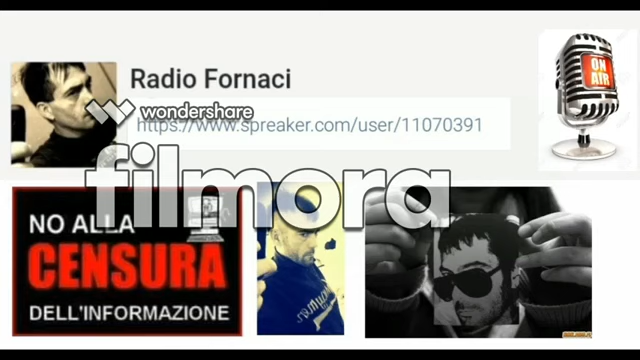 Radio Fornaci
ON
AIR
wondershare
https://www.spreaker.com/user/11070391
filmora
NO ALLA
CENSURA
DELL'INFORMAZIONE